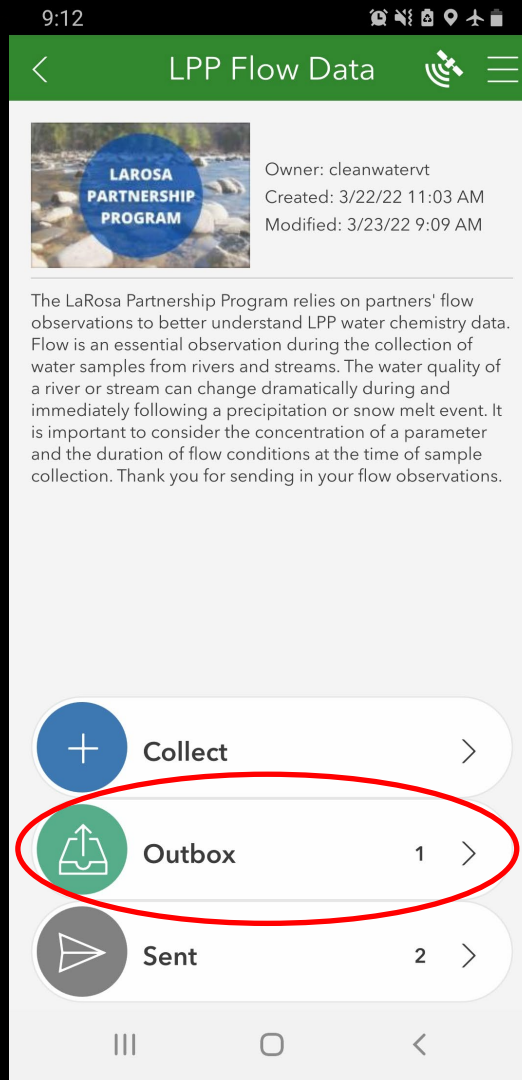 9:12
LPP Flow Data
LAROSA
PARTNERSHIP
PROGRAM
Owner: cleanwatervt
Created: 3/22/22 11:03 AM
Modified: 3/23/22 9:09 AM
The LaRosa Partnership Program relies on partners' flow
observations to better understand LPP water chemistry data.
Flow is an essential observation during the collection of
water samples from rivers and streams. The water quality of
a river or stream can change dramatically during and
immediately following a precipitation or snow melt event. It
is important to consider the concentration of a parameter
and the duration of flow conditions at the time of sample
collection. Thank you for sending in your flow observations.
Collect
Outbox 1
Sent 2